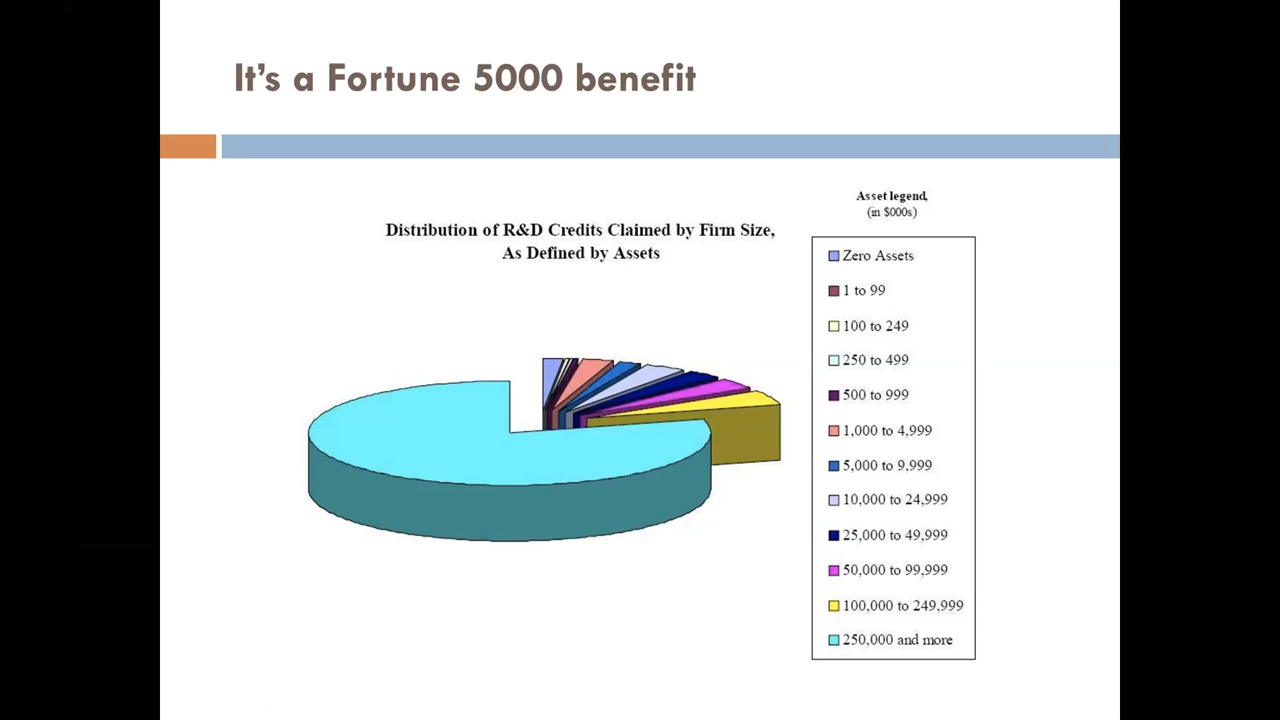 It's a Fortune 5000 benefit
Asset legend,
(in $000s)
Distribution of R&D Credits Claimed by Firm Size,
As Defined by Assets
Zero Assets
1 to 99
100 to 249
250 to 499
500 to 999
1,000 to 4,999
5,000 to 9,999
10,000 to 24,999
25,000 to 49,999
50,000 to 99,999
100,000 to 249,999
250,000 and more